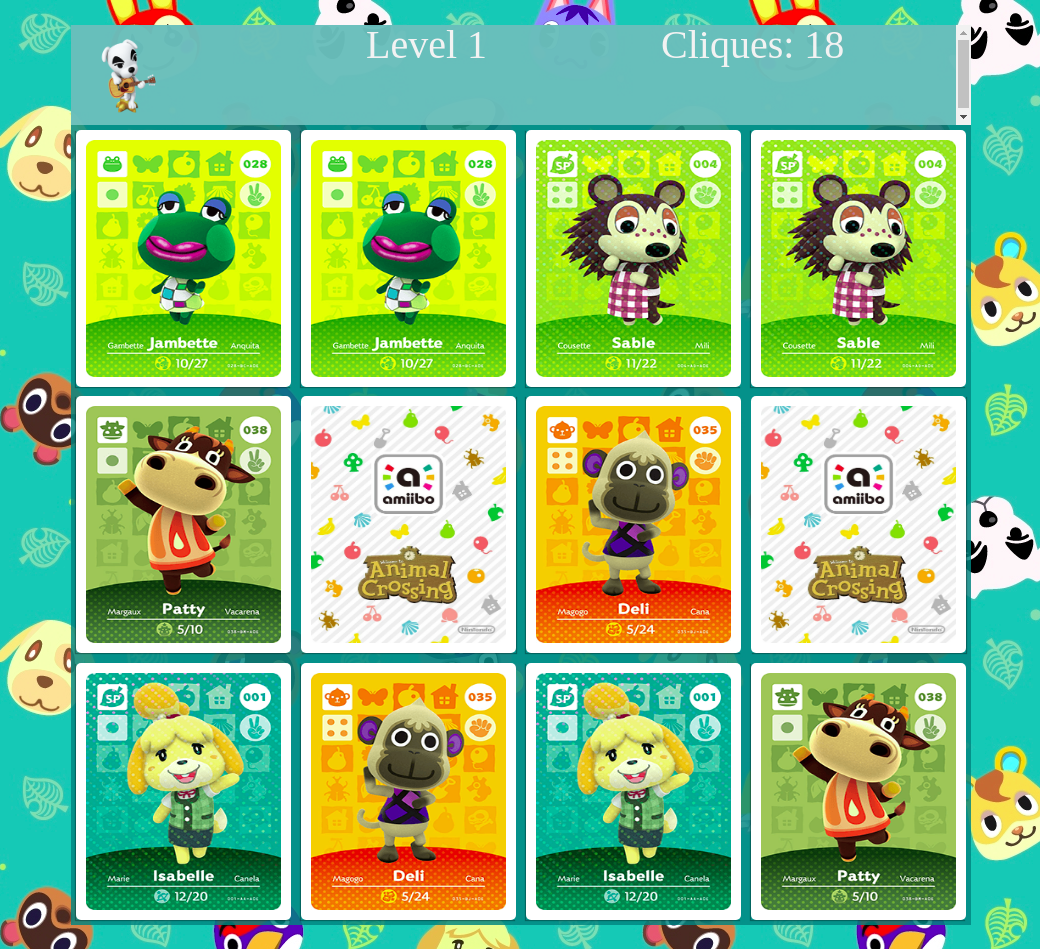 Level 1
Cliques: 18
028
Gambette Jambette Anquita
10/27
028
Gambette Jambette Anquita
10/27
SP 004
Cousette Sable Mili
11/22
SP 004
Cousette Sable Mili
11/22
038
Margaux Patty Vacarena
5/10
a
amiibo
Welcome to
Animal
Crossing
Nintendo
035
Magogo Deli Cana
5/24
a
amiibo
Welcome to
Animal
Crossing
Nintendo
SP 001
Marie Isabelle Canela
12/20
035
Magogo Deli Cana
5/24
SP 001
Marie Isabelle Canela
12/20
038
Margaux Patty Vacarena
5/10